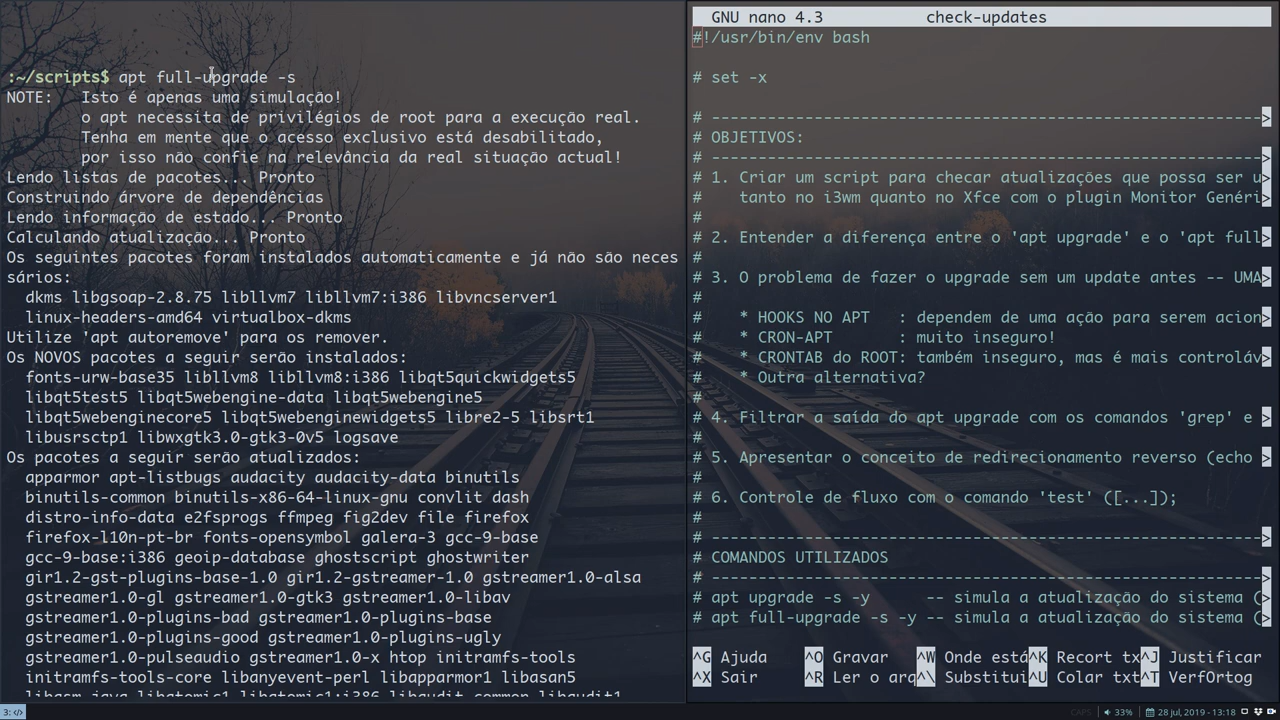 :~/scripts$ apt full-upgrade -s
NOTE:   Isto é apenas uma simulação!
        o apt necessita de privilégios de root para a execução real.
        Tenha em mente que o acesso exclusivo está desabilitado,
        por isso não confie na relevância da real situação actual!
Lendo listas de pacotes... Pronto
Construindo árvore de dependências
Lendo informação de estado... Pronto
Calculando atualização... Pronto
Os seguintes pacotes foram instalados automaticamente e já não são neces
sários:
  dkms libgsoap-2.8.75 libllvm7 libllvm7:i386 libvncserver1
  linux-headers-amd64 virtualbox-dkms
Utilize 'apt autoremove' para os remover.
Os NOVOS pacotes a seguir serão instalados:
  fonts-urw-base35 libllvm8 libllvm8:i386 libqt5quickwidgets5
  libqt5test5 libqt5webengine-data libqt5webengine5
  libqt5webenginecore5 libqt5webenginewidgets5 libre2-5 libsrt1
  libusrsctp1 libwxgtk3.0-gtk3-0v5 logsave
Os pacotes a seguir serão atualizados:
  apparmor apt-listbugs audacity audacity-data binutils
  binutils-common binutils-x86-64-linux-gnu convlit dash
  distro-info-data e2fsprogs ffmpeg fig2dev file firefox
  firefox-l10n-pt-br fonts-opensymbol galera-3 gcc-9-base
  gcc-9-base:i386 geoip-database ghostscript ghostwriter
  gir1.2-gst-plugins-base-1.0 gir1.2-gstreamer-1.0 gstreamer1.0-alsa
  gstreamer1.0-gl gstreamer1.0-gtk3 gstreamer1.0-libav
  gstreamer1.0-plugins-bad gstreamer1.0-plugins-base
  gstreamer1.0-plugins-good gstreamer1.0-plugins-ugly
  gstreamer1.0-pulseaudio gstreamer1.0-x htop initramfs-tools
  initramfs-tools-core libanyevent-perl libapparmor1 libasan5
  libasm-java libatomic1 libatomic1:i386 libaudit-common libaudit1
GNU nano 4.3           check-updates
#!/usr/bin/env bash
# set -x
# ------------------------------------------------------------>
# OBJETIVOS:
# ------------------------------------------------------------>
# 1. Criar um script para checar atualizações que possa ser u>
#    tanto no i3wm quanto no Xfce com o plugin Monitor Genéri>
#
# 2. Entender a diferença entre o 'apt upgrade' e o 'apt full>
#
# 3. O problema de fazer o upgrade sem um update antes -- UMA>
#
#    * HOOKS NO APT   : dependem de uma ação para serem acion>
#    * CRON-APT       : muito inseguro!
#    * CRONTAB do ROOT: também inseguro, mas é mais controláv>
#    * Outra alternativa?
#
# 4. Filtrar a saída do apt upgrade com os comandos 'grep' e >
#
# 5. Apresentar o conceito de redirecionamento reverso (echo >
#
# 6. Controle de fluxo com o comando 'test' ([...]);
#
# ------------------------------------------------------------>
# COMANDOS UTILIZADOS
# ------------------------------------------------------------>
# apt upgrade -s -y      -- simula a atualização do sistema (>
# apt full-upgrade -s -y -- simula a atualização do sistema (>
^G Ajuda    ^O Gravar   ^W Onde está^K Recort tx^J Justificar
^X Sair     ^R Ler o arq^\ Substitui^U Colar txt^T VerfOrtog
3: </>
CAPS 33% 28 jul, 2019 - 13:18